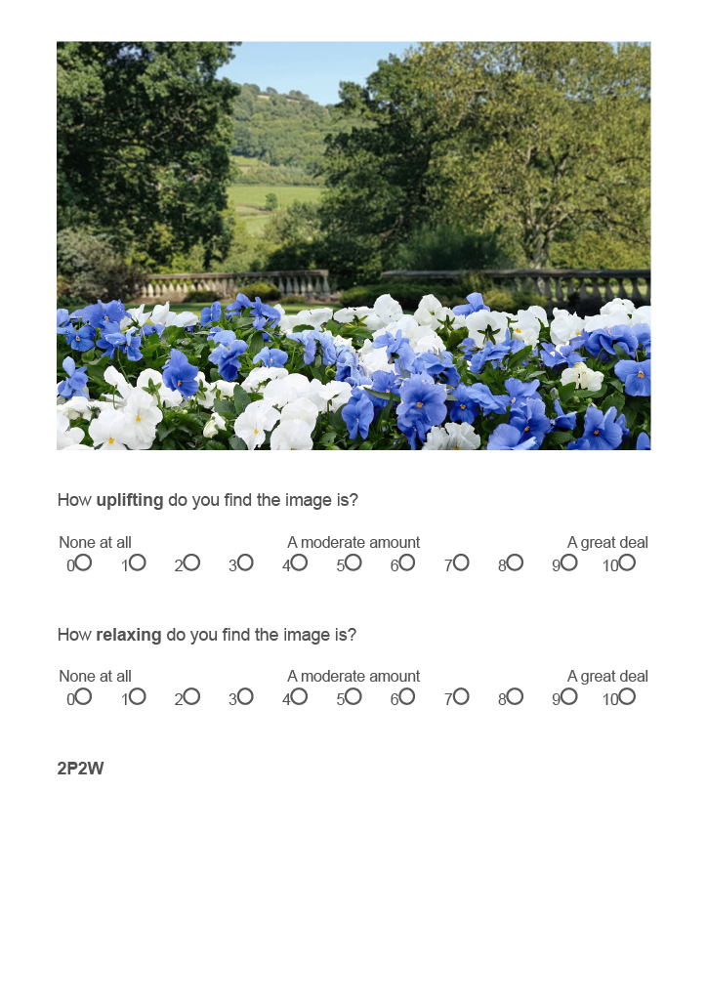 How uplifting do you find the image is?
None at all A moderate amount A great deal
0 1 2 3 4 5 6 7 8 9 10
How relaxing do you find the image is?
None at all A moderate amount A great deal
0 1 2 3 4 5 6 7 8 9 10
2P2W